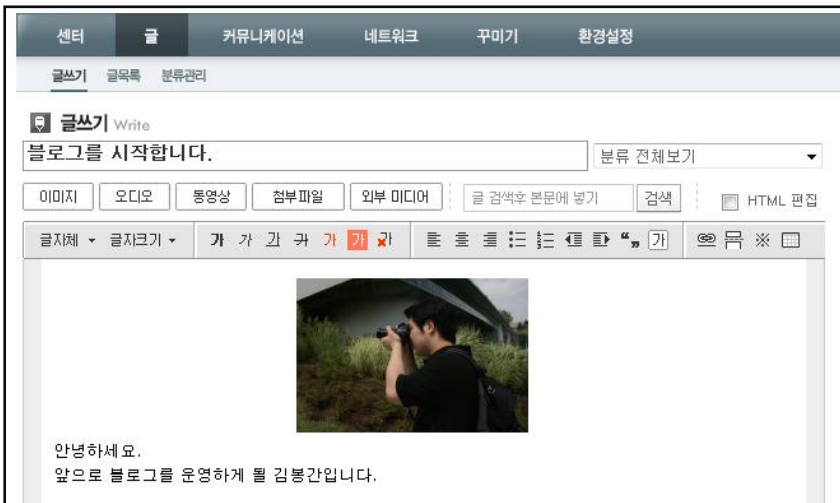 센터 글 커뮤니케이션 네트워크 꾸미기 환경설정
글쓰기 글목록 분류관리
글쓰기 Write
블로그를 시작합니다. 분류 전체보기
이미지 오디오 동영상 첨부파일 외부 미디어 글 검색후 본문에 넣기 검색 HTML 편집
글자체 글자크기 가 가 가 가 가 가 가 “„ 가 ※
안녕하세요.
앞으로 블로그를 운영하게 될 김봉간입니다.